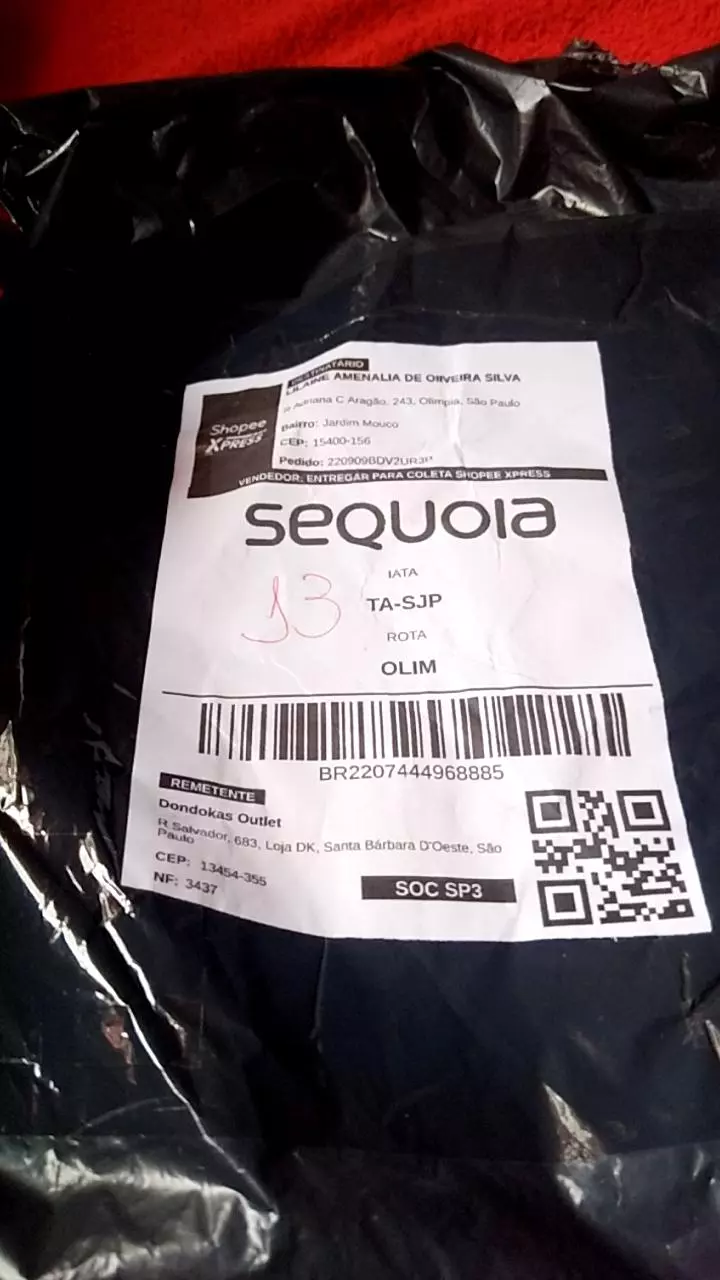 DESTINATÁRIO
LILAINE AMENALIA DE OLIVEIRA SILVA
R Adriana C Aragão, 243, Olímpia, São Paulo
Bairro: Jardim Mouco
CEP: 15400-156
Pedido: 220909BDV2UR3P
Shopee
XPRESS
VENDEDOR: ENTREGAR PARA COLETA SHOPEE XPRESS
SEQUOIA
IATA
13
TA-SJP
ROTA
OLIM
BR2207444968885
REMETENTE
Dondokas Outlet
R Salvador, 683, Loja DK, Santa Bárbara D'Oeste, São
Paulo
CEP: 13454-355
NF: 3437
SOC SP3